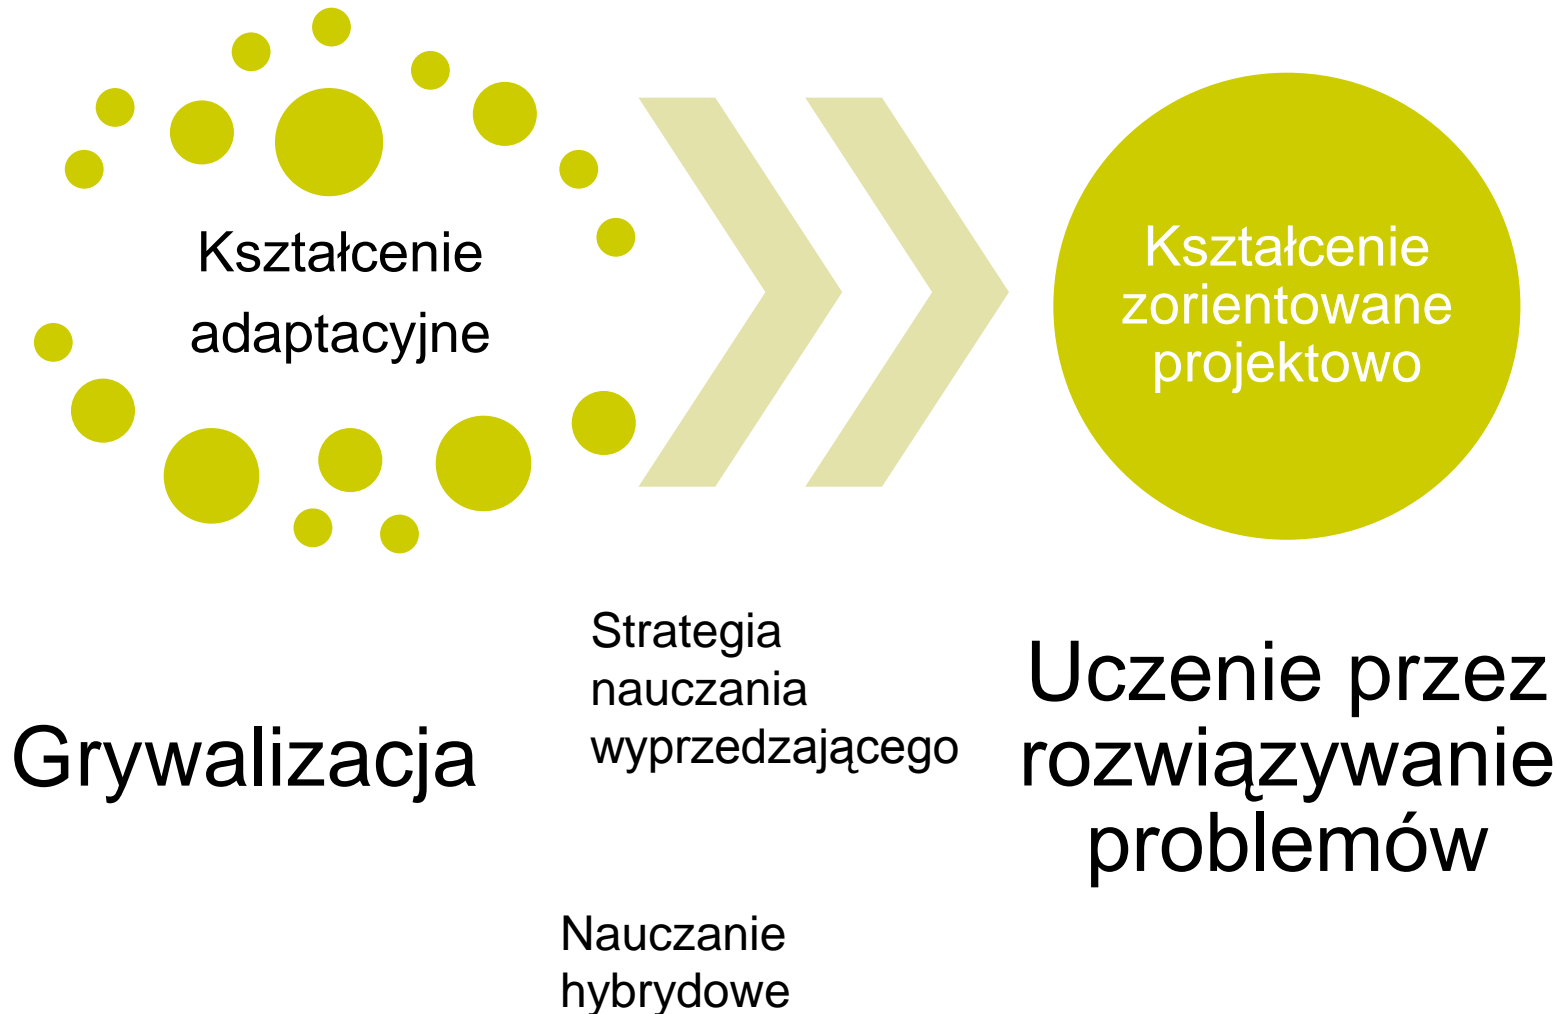 Kształcenie
adaptacyjne
Kształcenie
zorientowane
projektowo
Grywalizacja
Strategia
nauczania
wyprzedzającego
Uczenie przez
rozwiązywanie
problemów
Nauczanie
hybrydowe